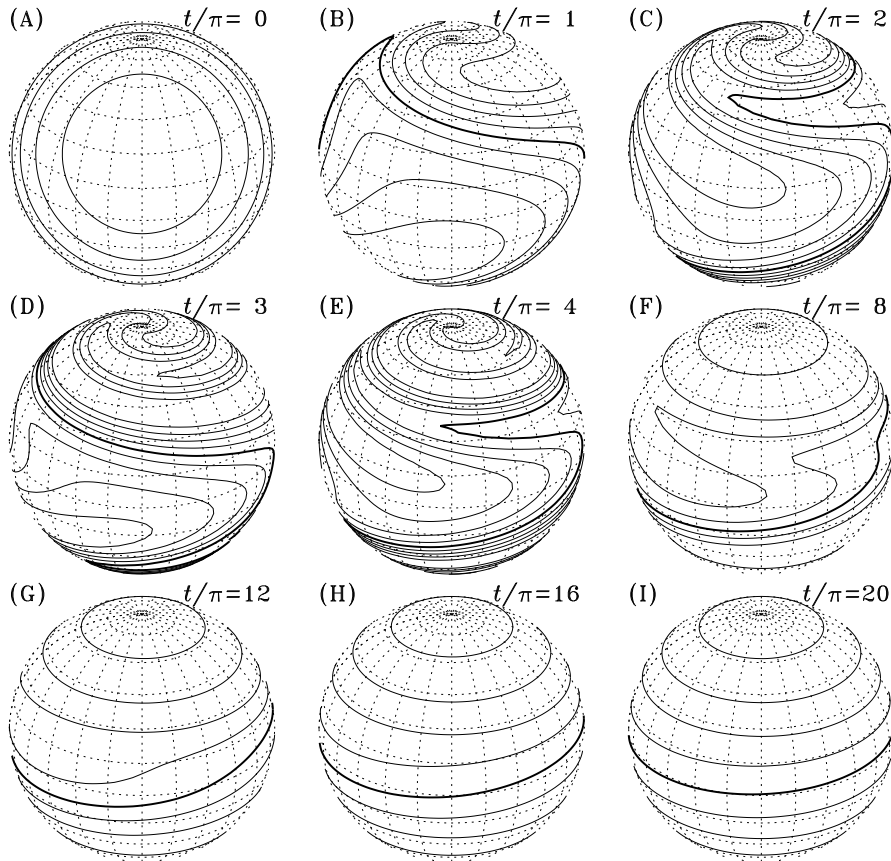 (A) t/π= 0
(B) t/π= 1
(C) t/π= 2
(D) t/π= 3
(E) t/π= 4
(F) t/π= 8
(G) t/π=12
(H) t/π=16
(I) t/π=20